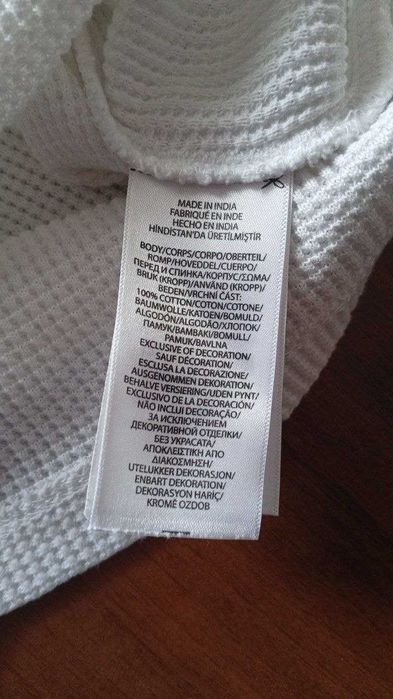 MADE IN INDIA
FABRIQUÉ EN INDE
HECHO EN INDIA
HİNDİSTAN'DA ÜRETİLMİŞTİR
BODY/CORPS/CORPO/OBERTEIL/
ROMP/HOVEDDEL/CUERPO/
ПЕРЕД И СПИНКА/КОРПУС/ΣΩΜΑ/
BRUK (KROPP)/ANVÄND (KROPP)/
BEDEN/VRCHNÍ ČÁST:
100% COTTON/COTON/COTONE/
BAUMWOLLE/KATOEN/BOMULD/
ALGODÓN/ALGODÃO/ХЛОПОК/
ПАМУК/ΒΑΜΒΑΚΙ/BOMULL/
PAMUK/BAVLNA
EXCLUSIVE OF DECORATION/
SAUF DÉCORATION/
ESCLUSA LA DECORAZIONE/
AUSGENOMMEN DEKORATION/
BEHALVE VERSIERING/UDEN PYNT/
EXCLUSIVO DE LA DECORACIÓN/
NÃO INCLUI DECORAÇÃO/
ЗА ИСКЛЮЧЕНИЕМ
ДЕКОРАТИВНОЙ ОТДЕЛКИ/
БЕЗ УКРАСАТА/
ΑΠΟΚΛΕΙΣΤΙΚΗ ΑΠΟ
ΔΙΑΚΟΣΜΗΣΗ/
UTELUKKER DEKORASJON/
ENBART DEKORATION/
DEKORASYON HARİÇ/
KROMĚ OZDOB